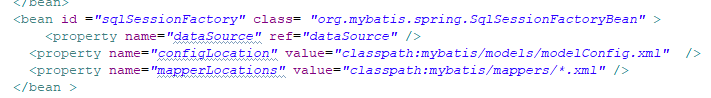 </bean>
<bean id ="sqlSessionFactory" class= "org.mybatis.spring.SqlSessionFactoryBean" >
<property name="dataSource" ref="dataSource" />
<property name="configLocation" value="classpath:mybatis/models/modelConfig.xml" />
<property name="mapperLocations" value="classpath:mybatis/mappers/*.xml" />
</bean >